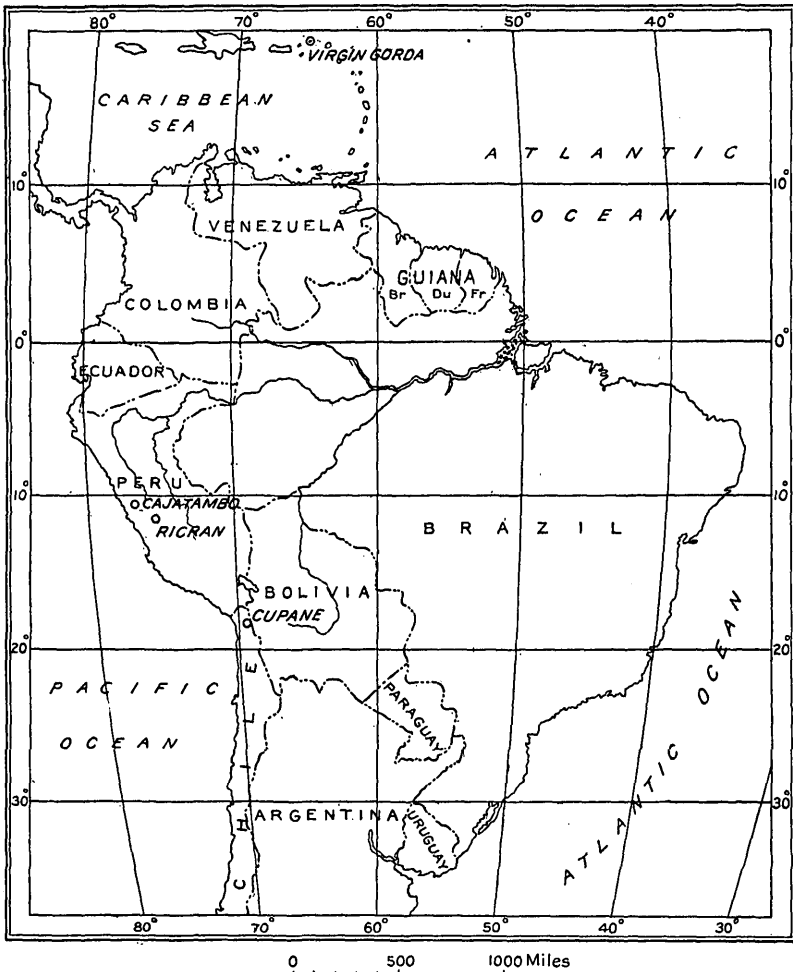 80° 70° 60° 50° 40°
VIRGIN GORDA
CARIBBEAN
SEA
ATLANTIC
10° 10°
OCEAN
VENEZUELA
GUIANA
Br Du Fr
COLOMBIA
0° 0°
ECUADOR
PERU
10° CAJATAMBO 10°
RICRAN
BRAZIL
BOLIVIA
CUPANE
20° 20°
PACIFIC
OCEAN
CHILE
PARAGUAY
ATLANTIC OCEAN
30° 30°
ARGENTINA
URUGUAY
80° 70° 60° 50° 40° 30°
0 500 1000 Miles